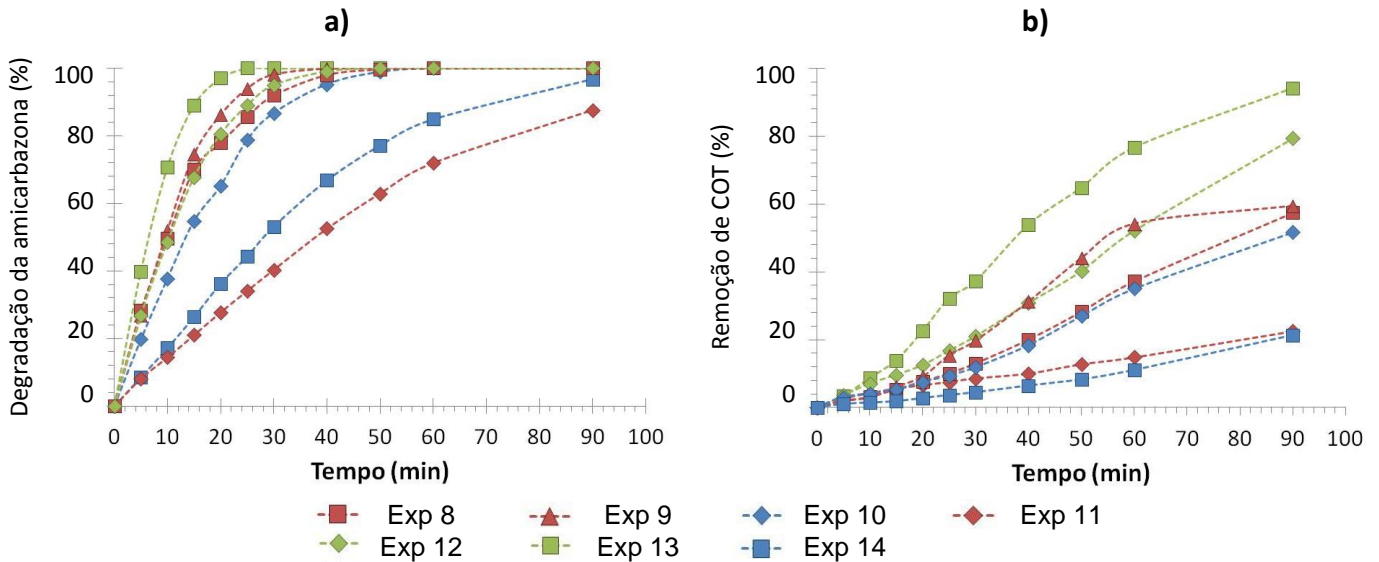 a)
Degradação da amicarbazona (%)
100
80
60
40
20
0
0 10 20 30 40 50 60 70 80 90 100
Tempo (min)
b)
Remoção de COT (%)
100
80
60
40
20
0
0 10 20 30 40 50 60 70 80 90 100
Tempo (min)
Exp 8 Exp 9 Exp 10 Exp 11
Exp 12 Exp 13 Exp 14